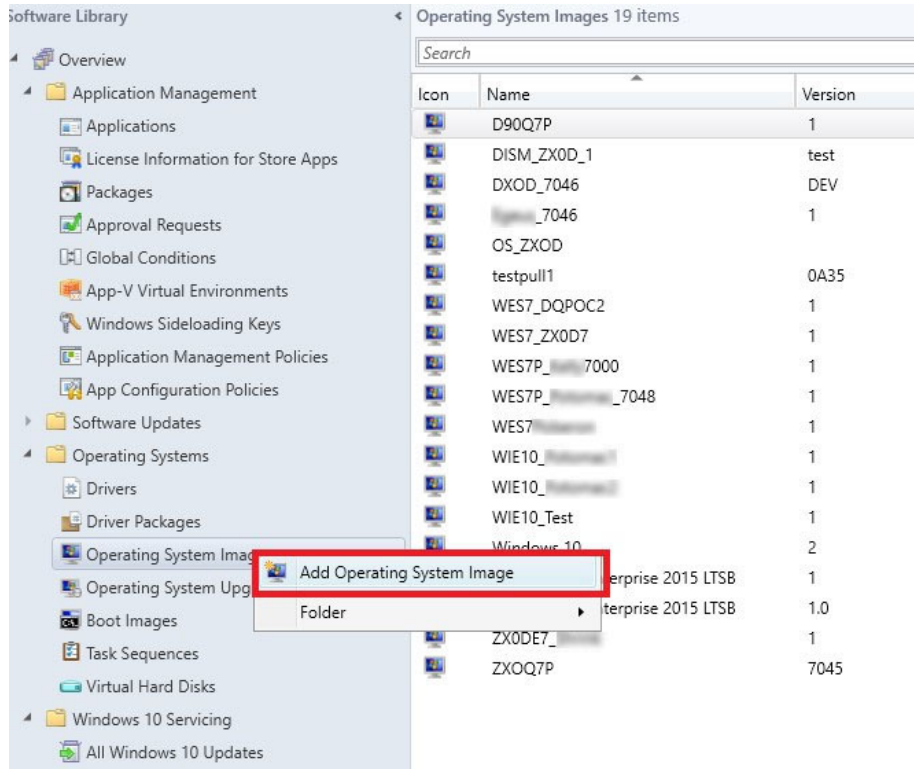 Software Library
Overview
Application Management
Applications
License Information for Store Apps
Packages
Approval Requests
Global Conditions
App-V Virtual Environments
Windows Sideloading Keys
Application Management Policies
App Configuration Policies
Software Updates
Operating Systems
Drivers
Driver Packages
Operating System Imag
Operating System Upg
Boot Images
Task Sequences
Virtual Hard Disks
Windows 10 Servicing
All Windows 10 Updates
Add Operating System Image
Folder
Operating System Images 19 items
Search
Icon Name Version
D90Q7P 1
DISM_ZX0D_1 test
DXOD_7046 DEV
_7046 1
OS_ZXOD
testpull1 0A35
WES7_DQPOC2 1
WES7_ZX0D7 1
WES7P_ 7000 1
WES7P_ _7048 1
WES7 1
WIE10_ 1
WIE10_ 1
WIE10_Test 1
Windows 10 2
erprise 2015 LTSB 1
terprise 2015 LTSB 1.0
ZX0DE7_ 1
ZXOQ7P 7045